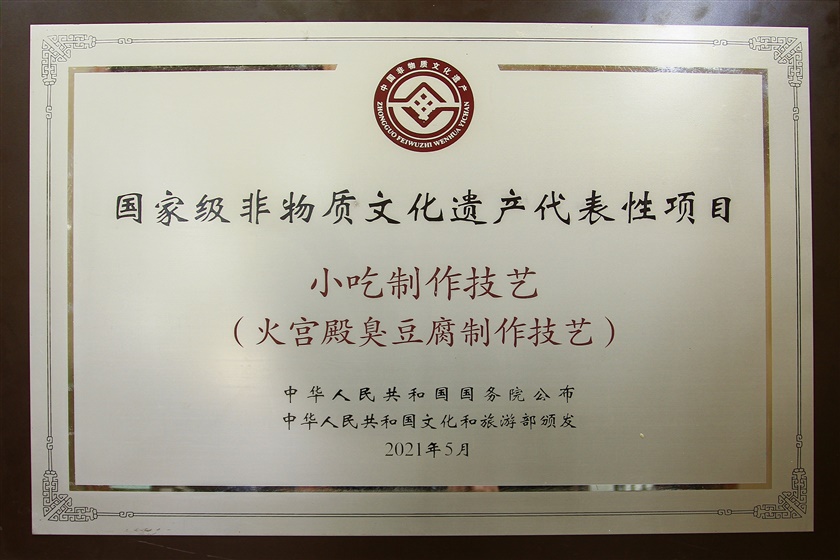 中国非物质文化遗产
ZHONGGUO FEIWUZHI WENHUA YICHAN
国家级非物质文化遗产代表性项目
小吃制作技艺
（火宫殿臭豆腐制作技艺）
中华人民共和国国务院公布
中华人民共和国文化和旅游部颁发
2021年5月